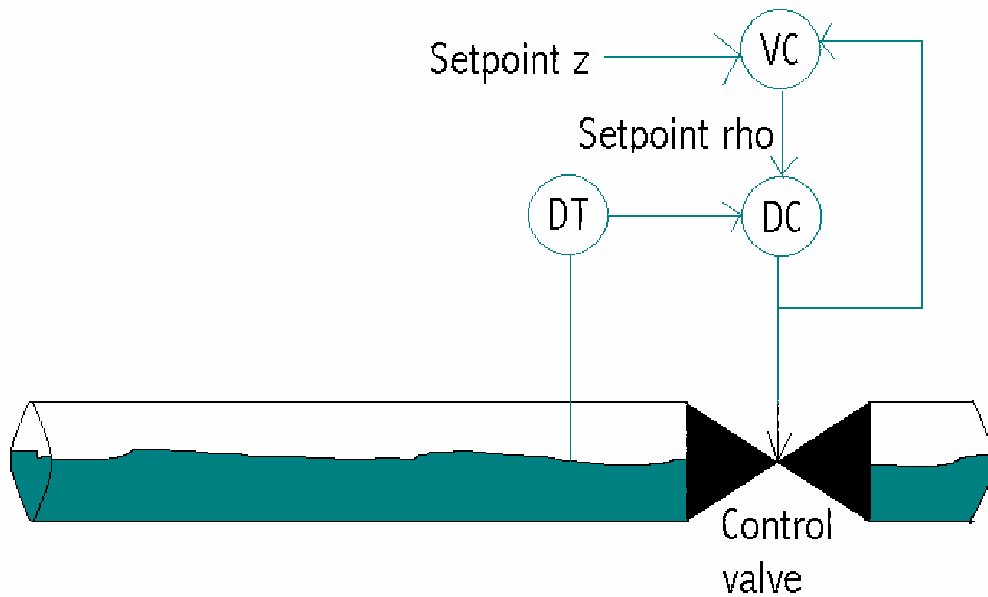 VC
Setpoint z
Setpoint rho
DT
DC
Control
valve